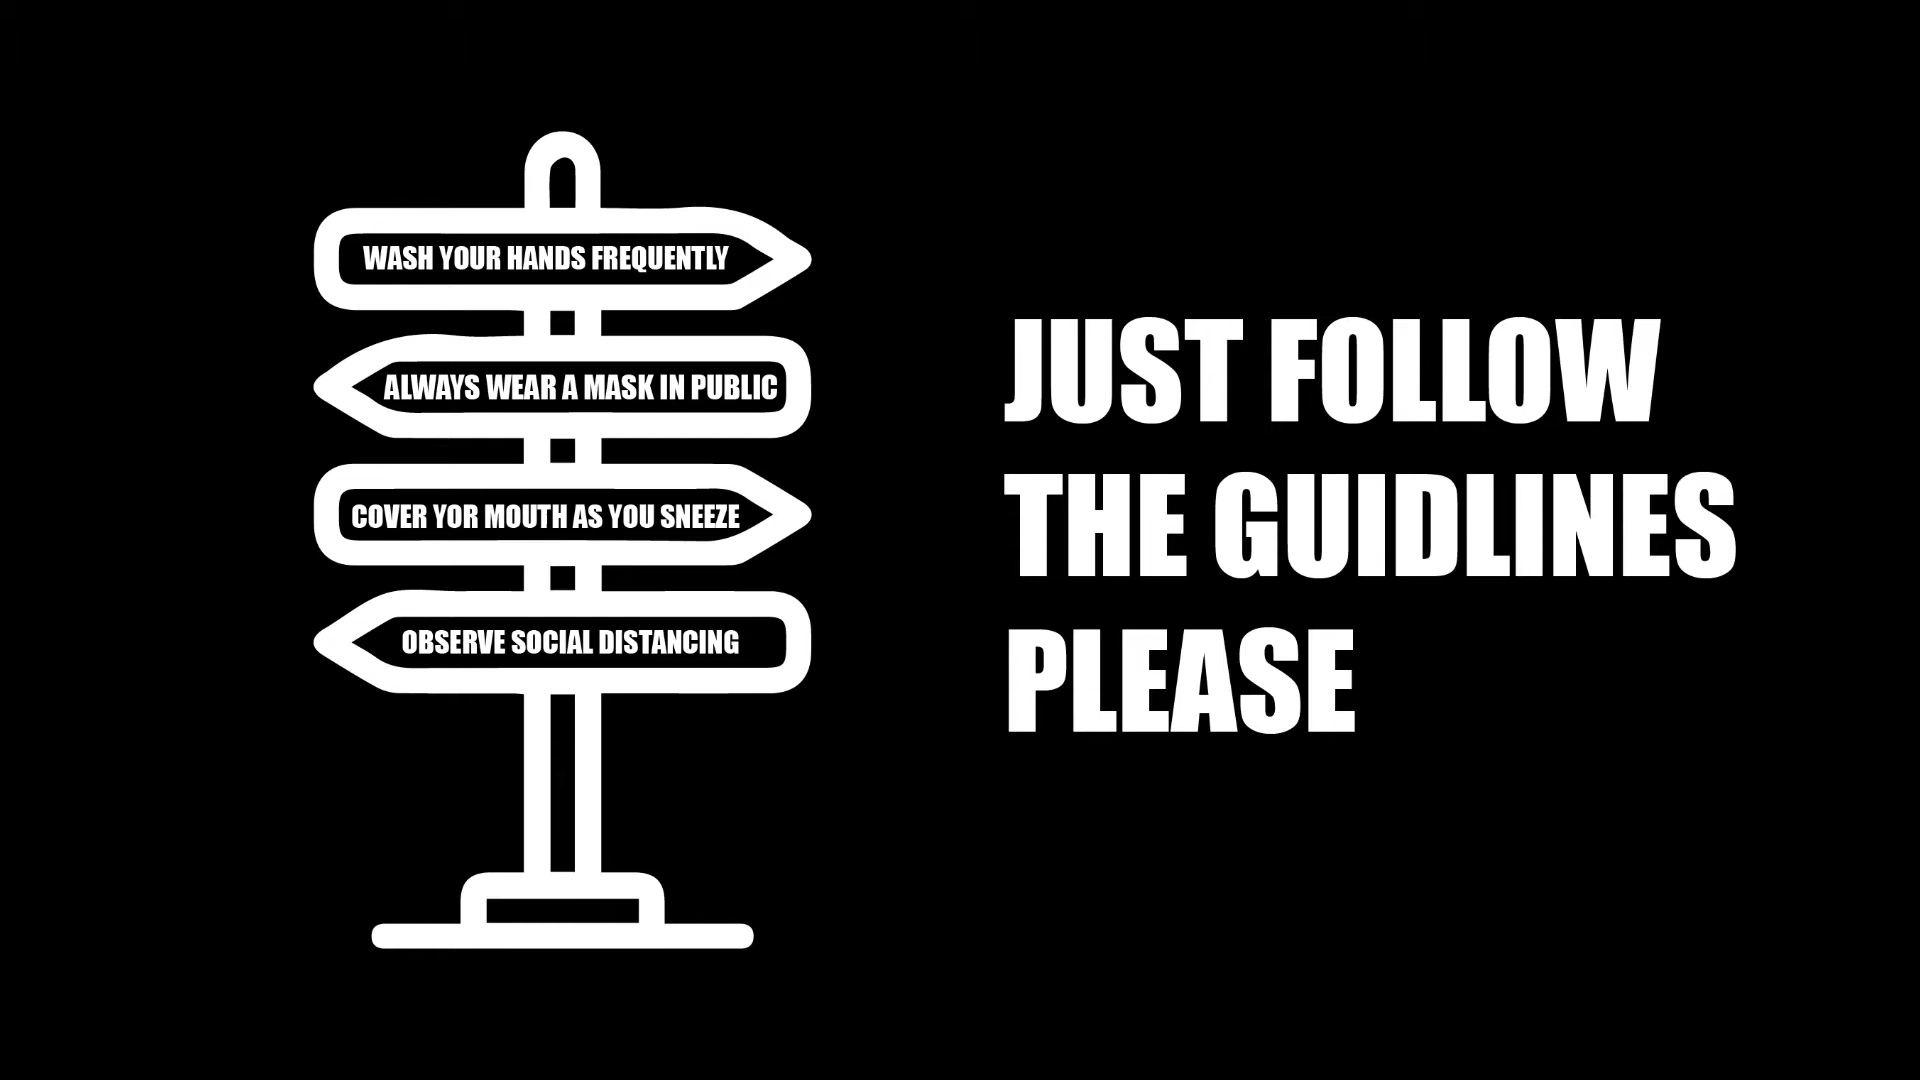 WASH YOUR HANDS FREQUENTLY
ALWAYS WEAR A MASK IN PUBLIC
COVER YOR MOUTH AS YOU SNEEZE
OBSERVE SOCIAL DISTANCING
JUST FOLLOW
THE GUIDLINES
PLEASE